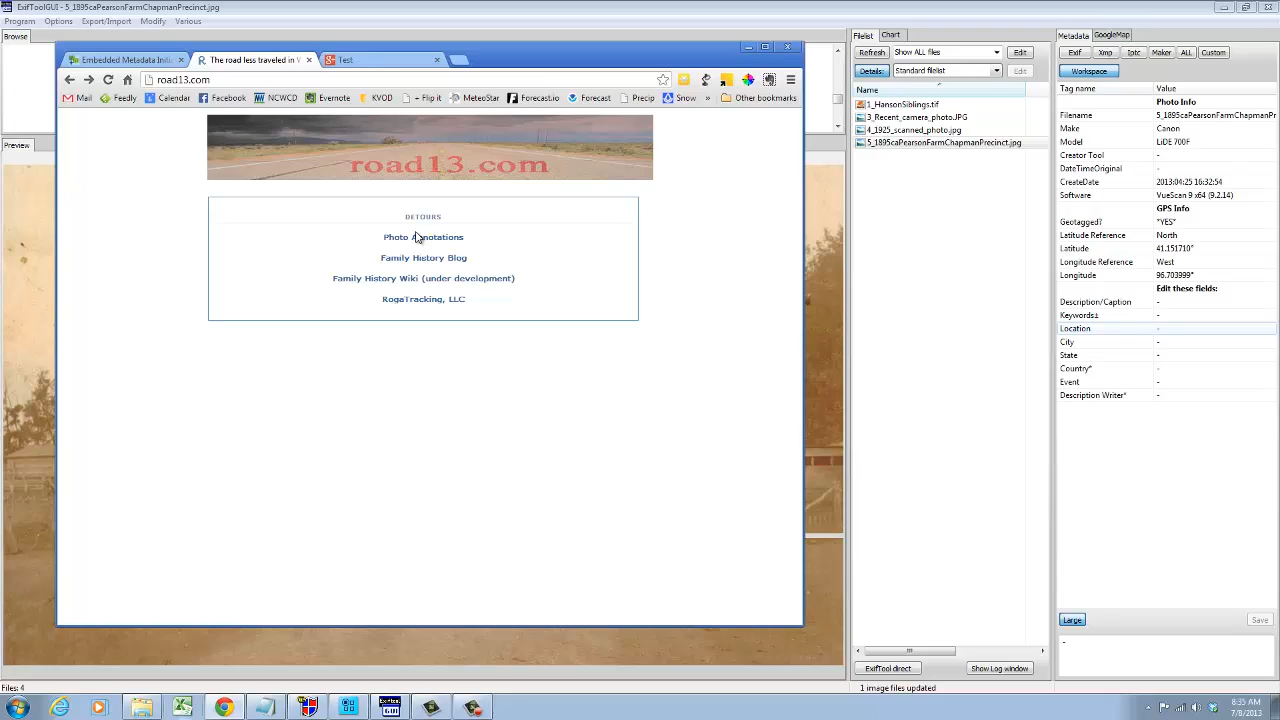 ExifToolGUI - 5_1895caPearsonFarmChapmanPrecinct.jpg
Program Options Export/Import Modify Various
Browse
Embedded Metadata Initia
The road less traveled in V
Test
road13.com
Mail Feedly Calendar Facebook NCWCD Elremote KVOD + Flip it MeteoStar Forecast.io Forecast Precip Snow » Other bookmarks
road13.com
DETOURS
Photo Annotations
Family History Blog
Family History Wiki (under development)
RogaTracking, LLC
Preview
Filelist Chart
Refresh Show ALL files Edit
Details: Standard filelist Edit
Name
1_HansonSiblings.tif
3_Recent_camera_photo.JPG
4_1925_scanned_photo.jpg
5_1895caPearsonFarmChapmanPrecinct.jpg
ExifTool direct Show Log window
Metadata GoogleMap
Exif Xmp Iptc Maker ALL Custom
Workspace
Tag name Value
Photo Info
Filename 5_1895caPearsonFarmChapmanPr
Make Canon
Model LiDE 700F
Creator Tool -
DateTimeOriginal -
CreateDate 2013:04:25 16:32:54
Software VueScan 9 x64 (9.2.14)
GPS Info
Geotagged? *YES*
Latitude Reference North
Latitude 41.151710°
Longitude Reference West
Longitude 96.703999°
Edit these fields:
Description/Caption -
Keywords± -
Location -
City -
State -
Country* -
Event -
Description Writer* -
Large Save
-
Files: 4
1 image files updated
8:35 AM
7/8/2013